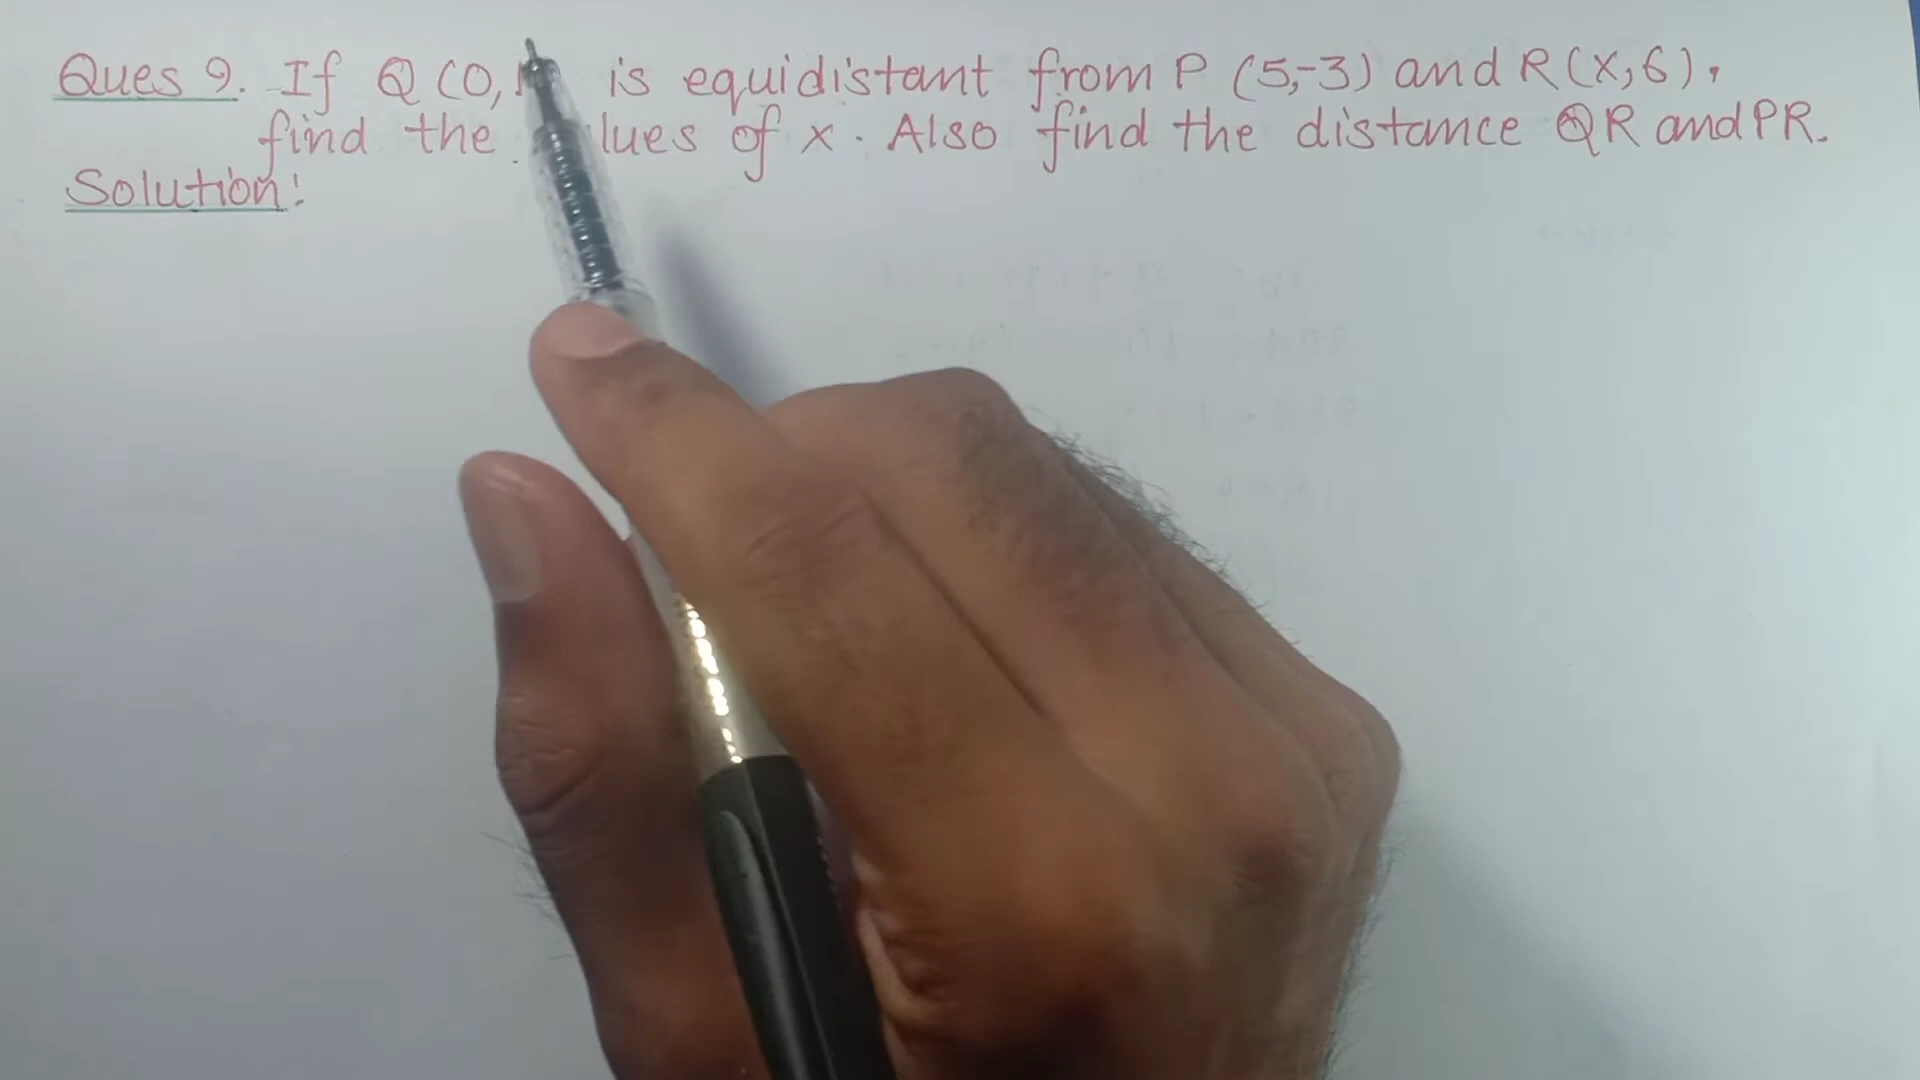 Ques 9. If Q (0, is equidistant from P (5,-3) and R(x,6),
find the of x. Also find the distance QR and PR.
Solution: